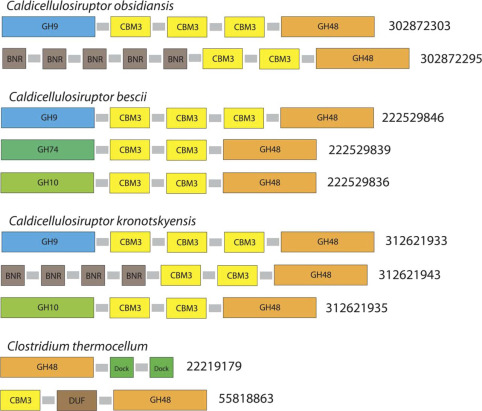 Caldicellulosiruptor obsidiansis
GH9 CBM3 CBM3 CBM3 GH48 302872303
BNR BNR BNR BNR BNR CBM3 CBM3 GH48 302872295
Caldicellulosiruptor bescii
GH9 CBM3 CBM3 CBM3 GH48 222529846
GH74 CBM3 CBM3 GH48 222529839
GH10 CBM3 CBM3 GH48 222529836
Caldicellulosiruptor kronotskyensis
GH9 CBM3 CBM3 CBM3 GH48 312621933
BNR BNR BNR BNR CBM3 CBM3 GH48 312621943
GH10 CBM3 CBM3 GH48 312621935
Clostridium thermocellum
GH48 Dock Dock 22219179
CBM3 DUF GH48 55818863